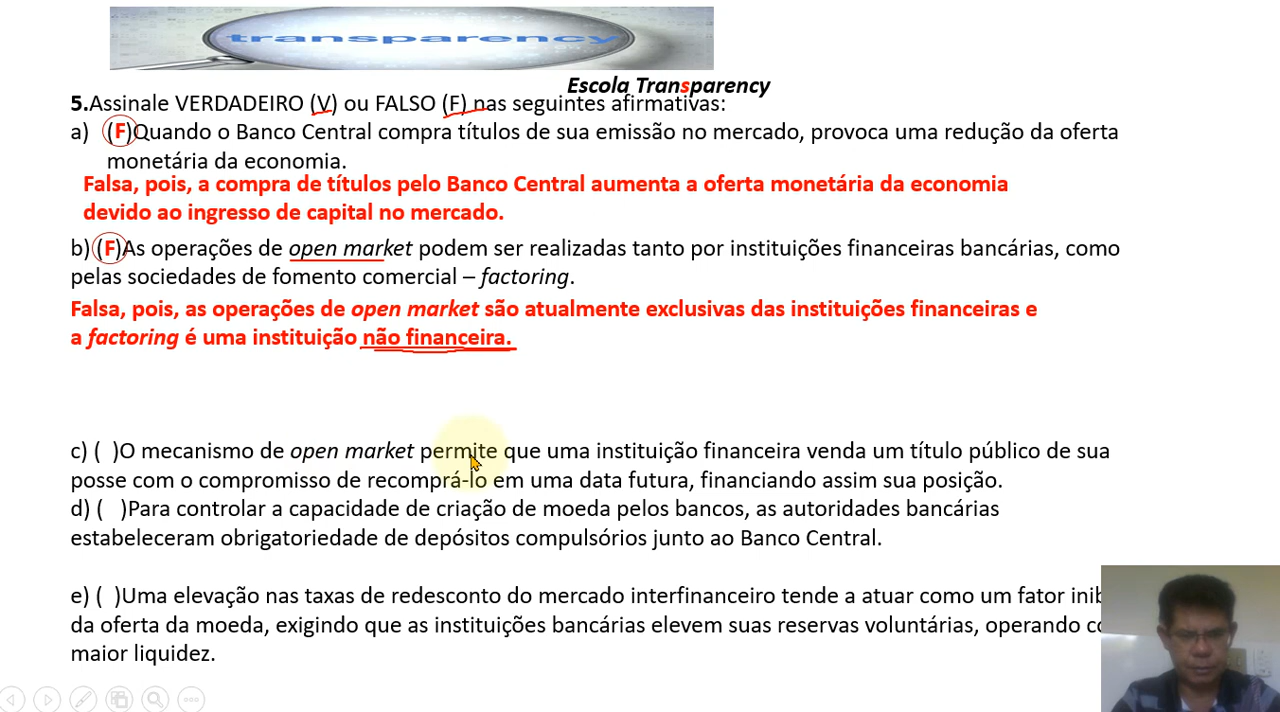 transparency
Escola Transparency
5.Assinale VERDADEIRO (V) ou FALSO (F) nas seguintes afirmativas:
a) (F)Quando o Banco Central compra títulos de sua emissão no mercado, provoca uma redução da oferta
monetária da economia.
Falsa, pois, a compra de títulos pelo Banco Central aumenta a oferta monetária da economia
devido ao ingresso de capital no mercado.
b) (F)As operações de open market podem ser realizadas tanto por instituições financeiras bancárias, como
pelas sociedades de fomento comercial – factoring.
Falsa, pois, as operações de open market são atualmente exclusivas das instituições financeiras e
a factoring é uma instituição não financeira.
c) ( )O mecanismo de open market permite que uma instituição financeira venda um título público de sua
posse com o compromisso de recomprá-lo em uma data futura, financiando assim sua posição.
d) ( )Para controlar a capacidade de criação de moeda pelos bancos, as autoridades bancárias
estabeleceram obrigatoriedade de depósitos compulsórios junto ao Banco Central.
e) ( )Uma elevação nas taxas de redesconto do mercado interfinanceiro tende a atuar como um fator
da oferta da moeda, exigindo que as instituições bancárias elevem suas reservas voluntárias, operando
maior liquidez.